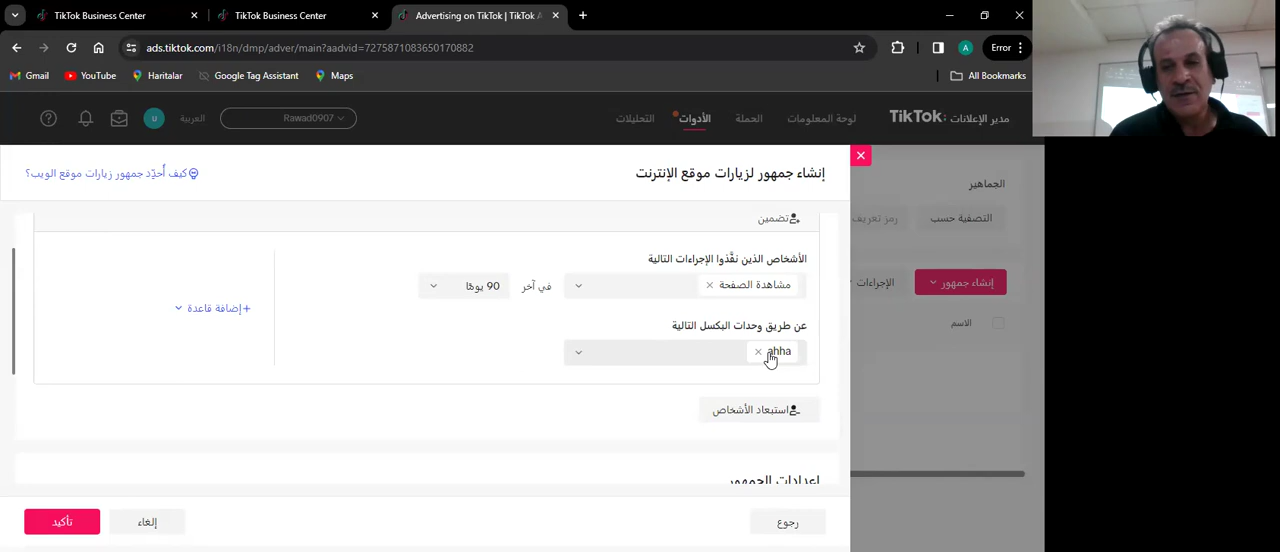 TikTok Business Center
TikTok Business Center
Advertising on TikTok | TikTok A
ads.tiktok.com/i18n/dmp/adver/main?aadvid=7275871083650170882
A
Error
Gmail
YouTube
Haritalar
Google Tag Assistant
Maps
All Bookmarks
TikTok: مدير الإعلانات
لوحة المعلومات
الحملة
الأدوات
التحليلات
Rawad0907
العربية
U
إنشاء جمهور لزيارات موقع الإنترنت
كيف أُحدِّد جمهور زيارات موقع الويب؟
الجماهير
التصفية حسب
رمز تعريف
إنشاء جمهور
الإجراءات
الاسم
تضمين
الأشخاص الذين نفَّذوا الإجراءات التالية
مشاهدة الصفحة
في آخر
90 يومًا
+إضافة قاعدة
عن طريق وحدات البكسل التالية
ahha
استبعاد الأشخاص
إعدادات الجمهور
رجوع
إلغاء
تأكيد